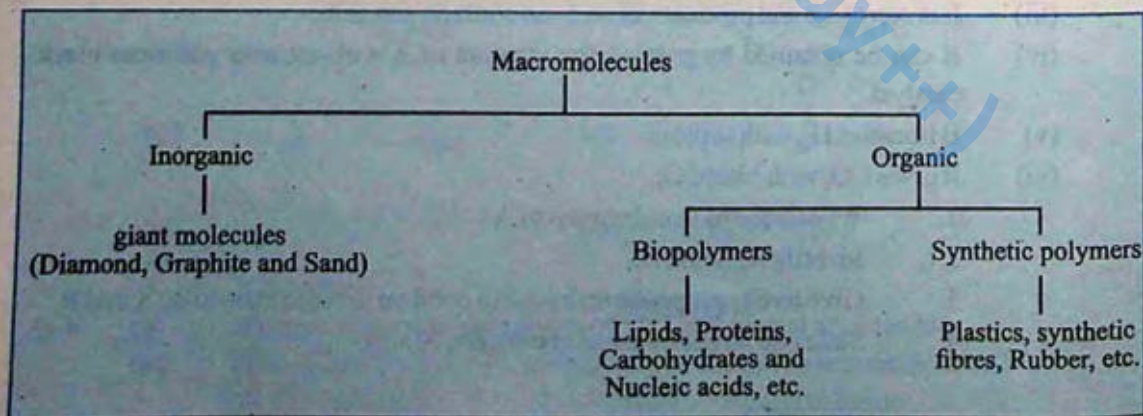 Macromolecules
Inorganic
Organic
giant molecules
(Diamond, Graphite and Sand)
Biopolymers
Synthetic polymers
Lipids, Proteins,
Carbohydrates and
Nucleic acids, etc.
Plastics, synthetic
fibres, Rubber, etc.